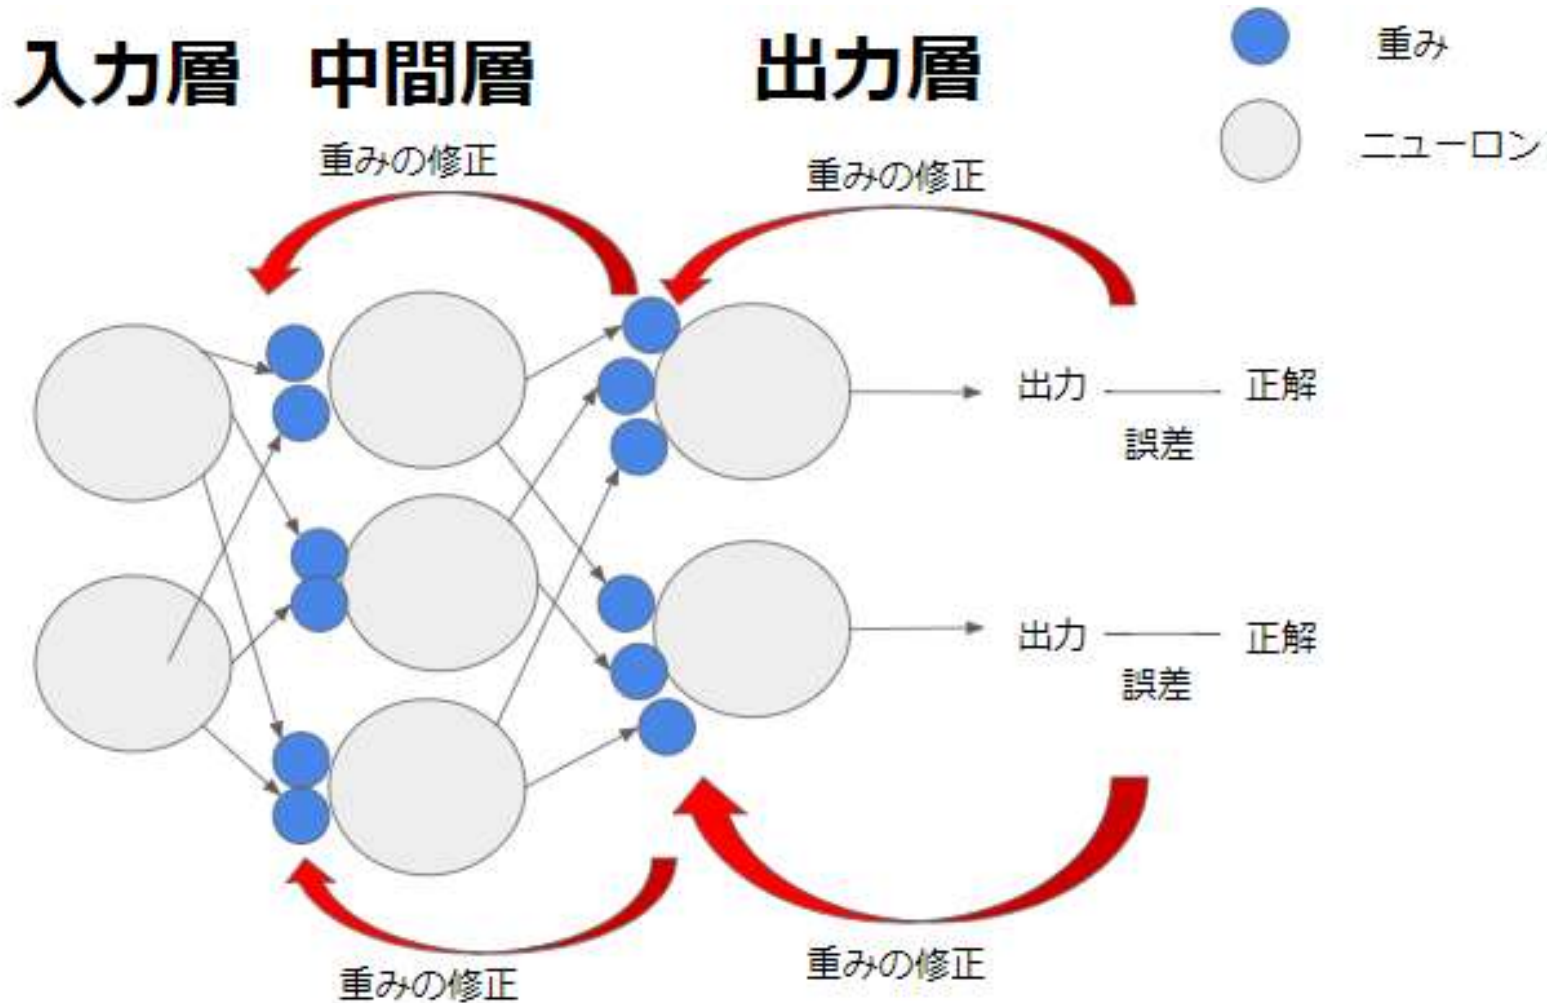 入力層 中間層 出力層
重み
ニューロン
重みの修正
重みの修正
出力 正解
誤差
出力 正解
誤差
重みの修正
重みの修正